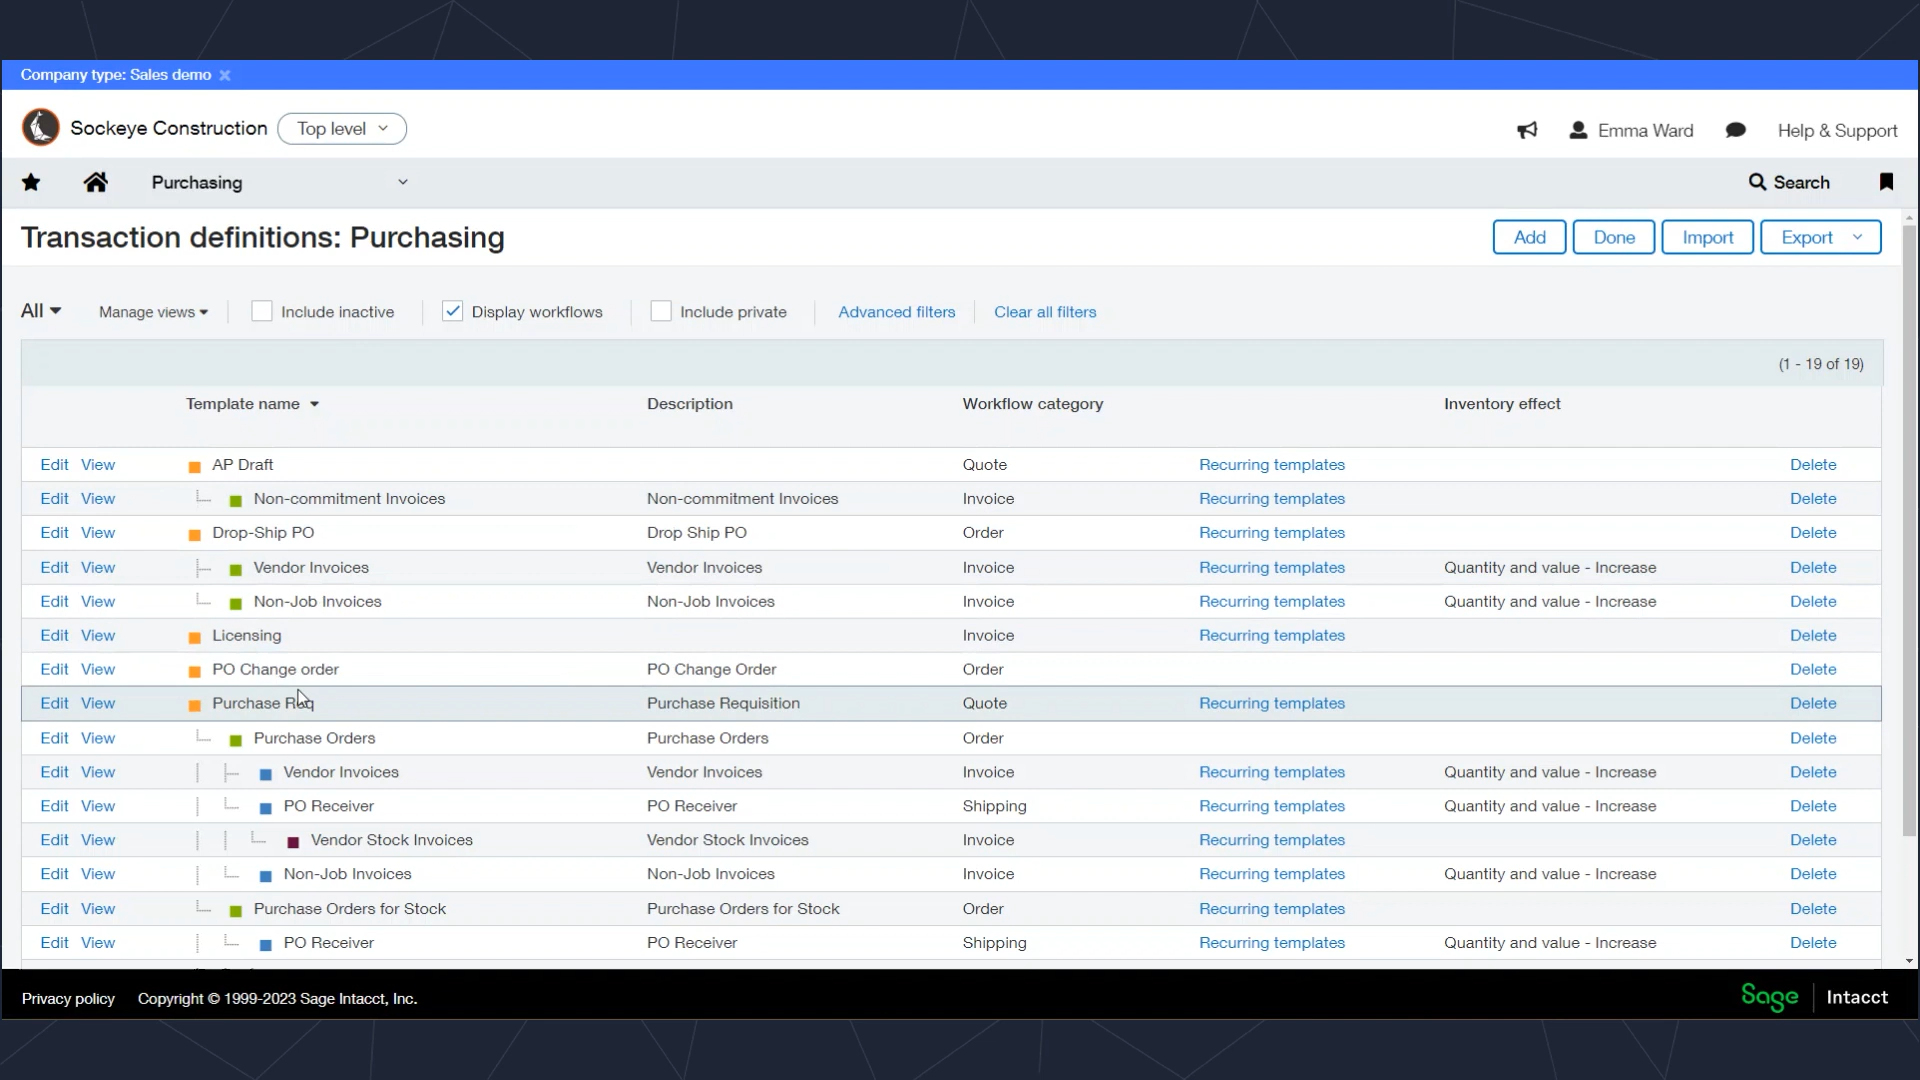 Company type: Sales demo
Sockeye Construction Top level Emma Ward Help & Support
Purchasing Search
Transaction definitions: Purchasing Add Done Import Export
All Manage views Include inactive Display workflows Include private Advanced filters Clear all filters
(1 - 19 of 19)
Template name Description Workflow category Inventory effect
Edit View AP Draft Quote Recurring templates Delete
Edit View Non-commitment Invoices Non-commitment Invoices Invoice Recurring templates Delete
Edit View Drop-Ship PO Drop Ship PO Order Recurring templates Delete
Edit View Vendor Invoices Vendor Invoices Invoice Recurring templates Quantity and value - Increase Delete
Edit View Non-Job Invoices Non-Job Invoices Invoice Recurring templates Quantity and value - Increase Delete
Edit View Licensing Invoice Recurring templates Delete
Edit View PO Change order PO Change Order Order Delete
Edit View Purchase Req Purchase Requisition Quote Recurring templates Delete
Edit View Purchase Orders Purchase Orders Order Delete
Edit View Vendor Invoices Vendor Invoices Invoice Recurring templates Quantity and value - Increase Delete
Edit View PO Receiver PO Receiver Shipping Recurring templates Quantity and value - Increase Delete
Edit View Vendor Stock Invoices Vendor Stock Invoices Invoice Recurring templates Delete
Edit View Non-Job Invoices Non-Job Invoices Invoice Recurring templates Quantity and value - Increase Delete
Edit View Purchase Orders for Stock Purchase Orders for Stock Order Recurring templates Delete
Edit View PO Receiver PO Receiver Shipping Recurring templates Quantity and value - Increase Delete
Privacy policy Copyright © 1999-2023 Sage Intacct, Inc. Sage Intacct